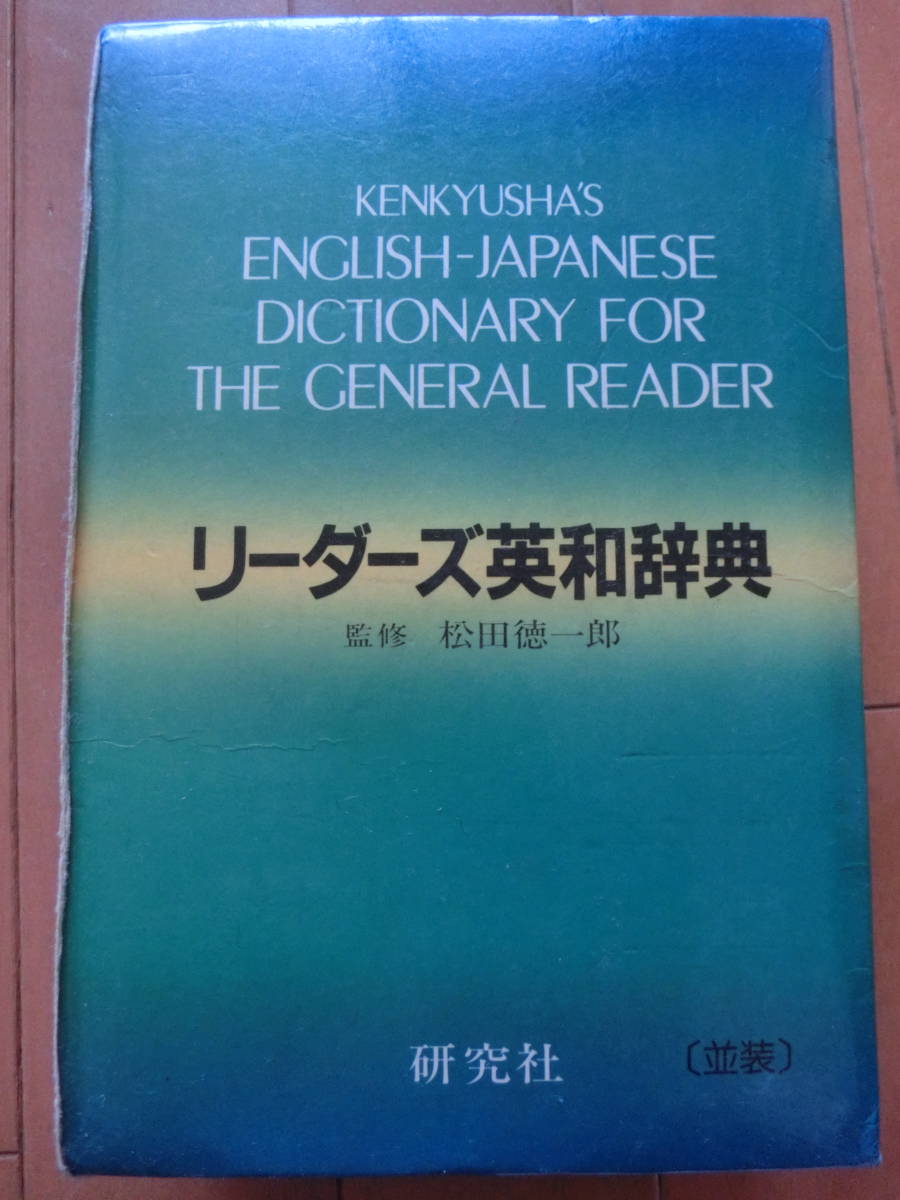 KENKYUSHA'S
ENGLISH-JAPANESE
DICTIONARY FOR
THE GENERAL READER
リーダーズ英和辞典
監修 松田徳一郎
研究社
〔並装〕